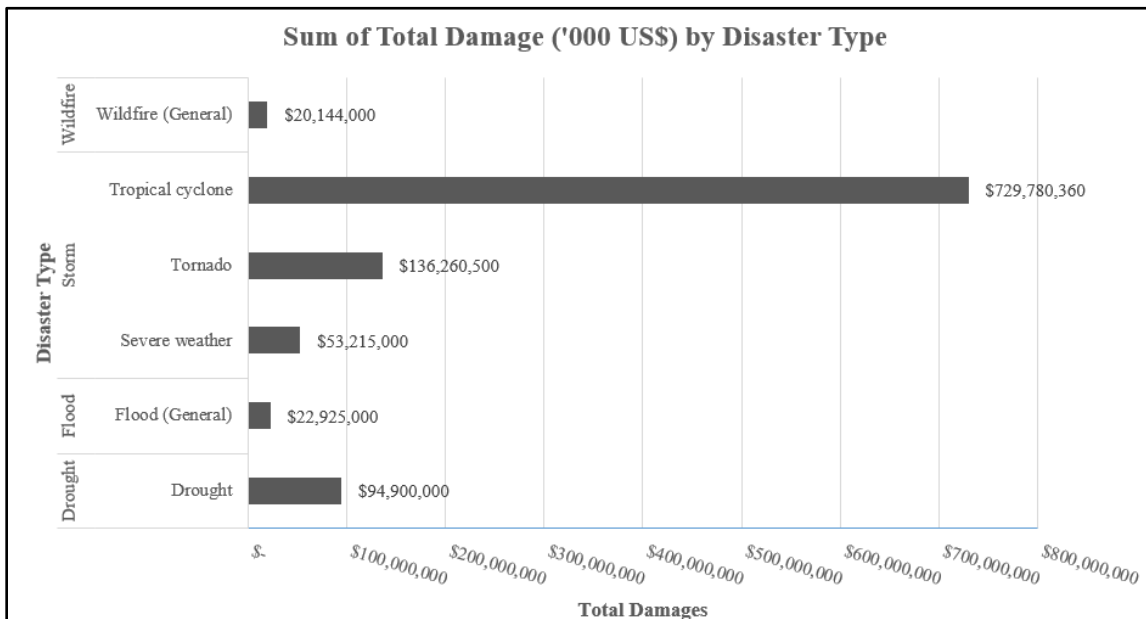 Sum of Total Damage ('000 US$) by Disaster Type
Disaster Type
Wildfire
Wildfire (General)
$20,144,000
Storm
Tropical cyclone
$729,780,360
Tornado
$136,260,500
Severe weather
$53,215,000
Flood
Flood (General)
$22,925,000
Drought
Drought
$94,900,000
$-
$100,000,000
$200,000,000
$300,000,000
$400,000,000
$500,000,000
$600,000,000
$700,000,000
$800,000,000
Total Damages